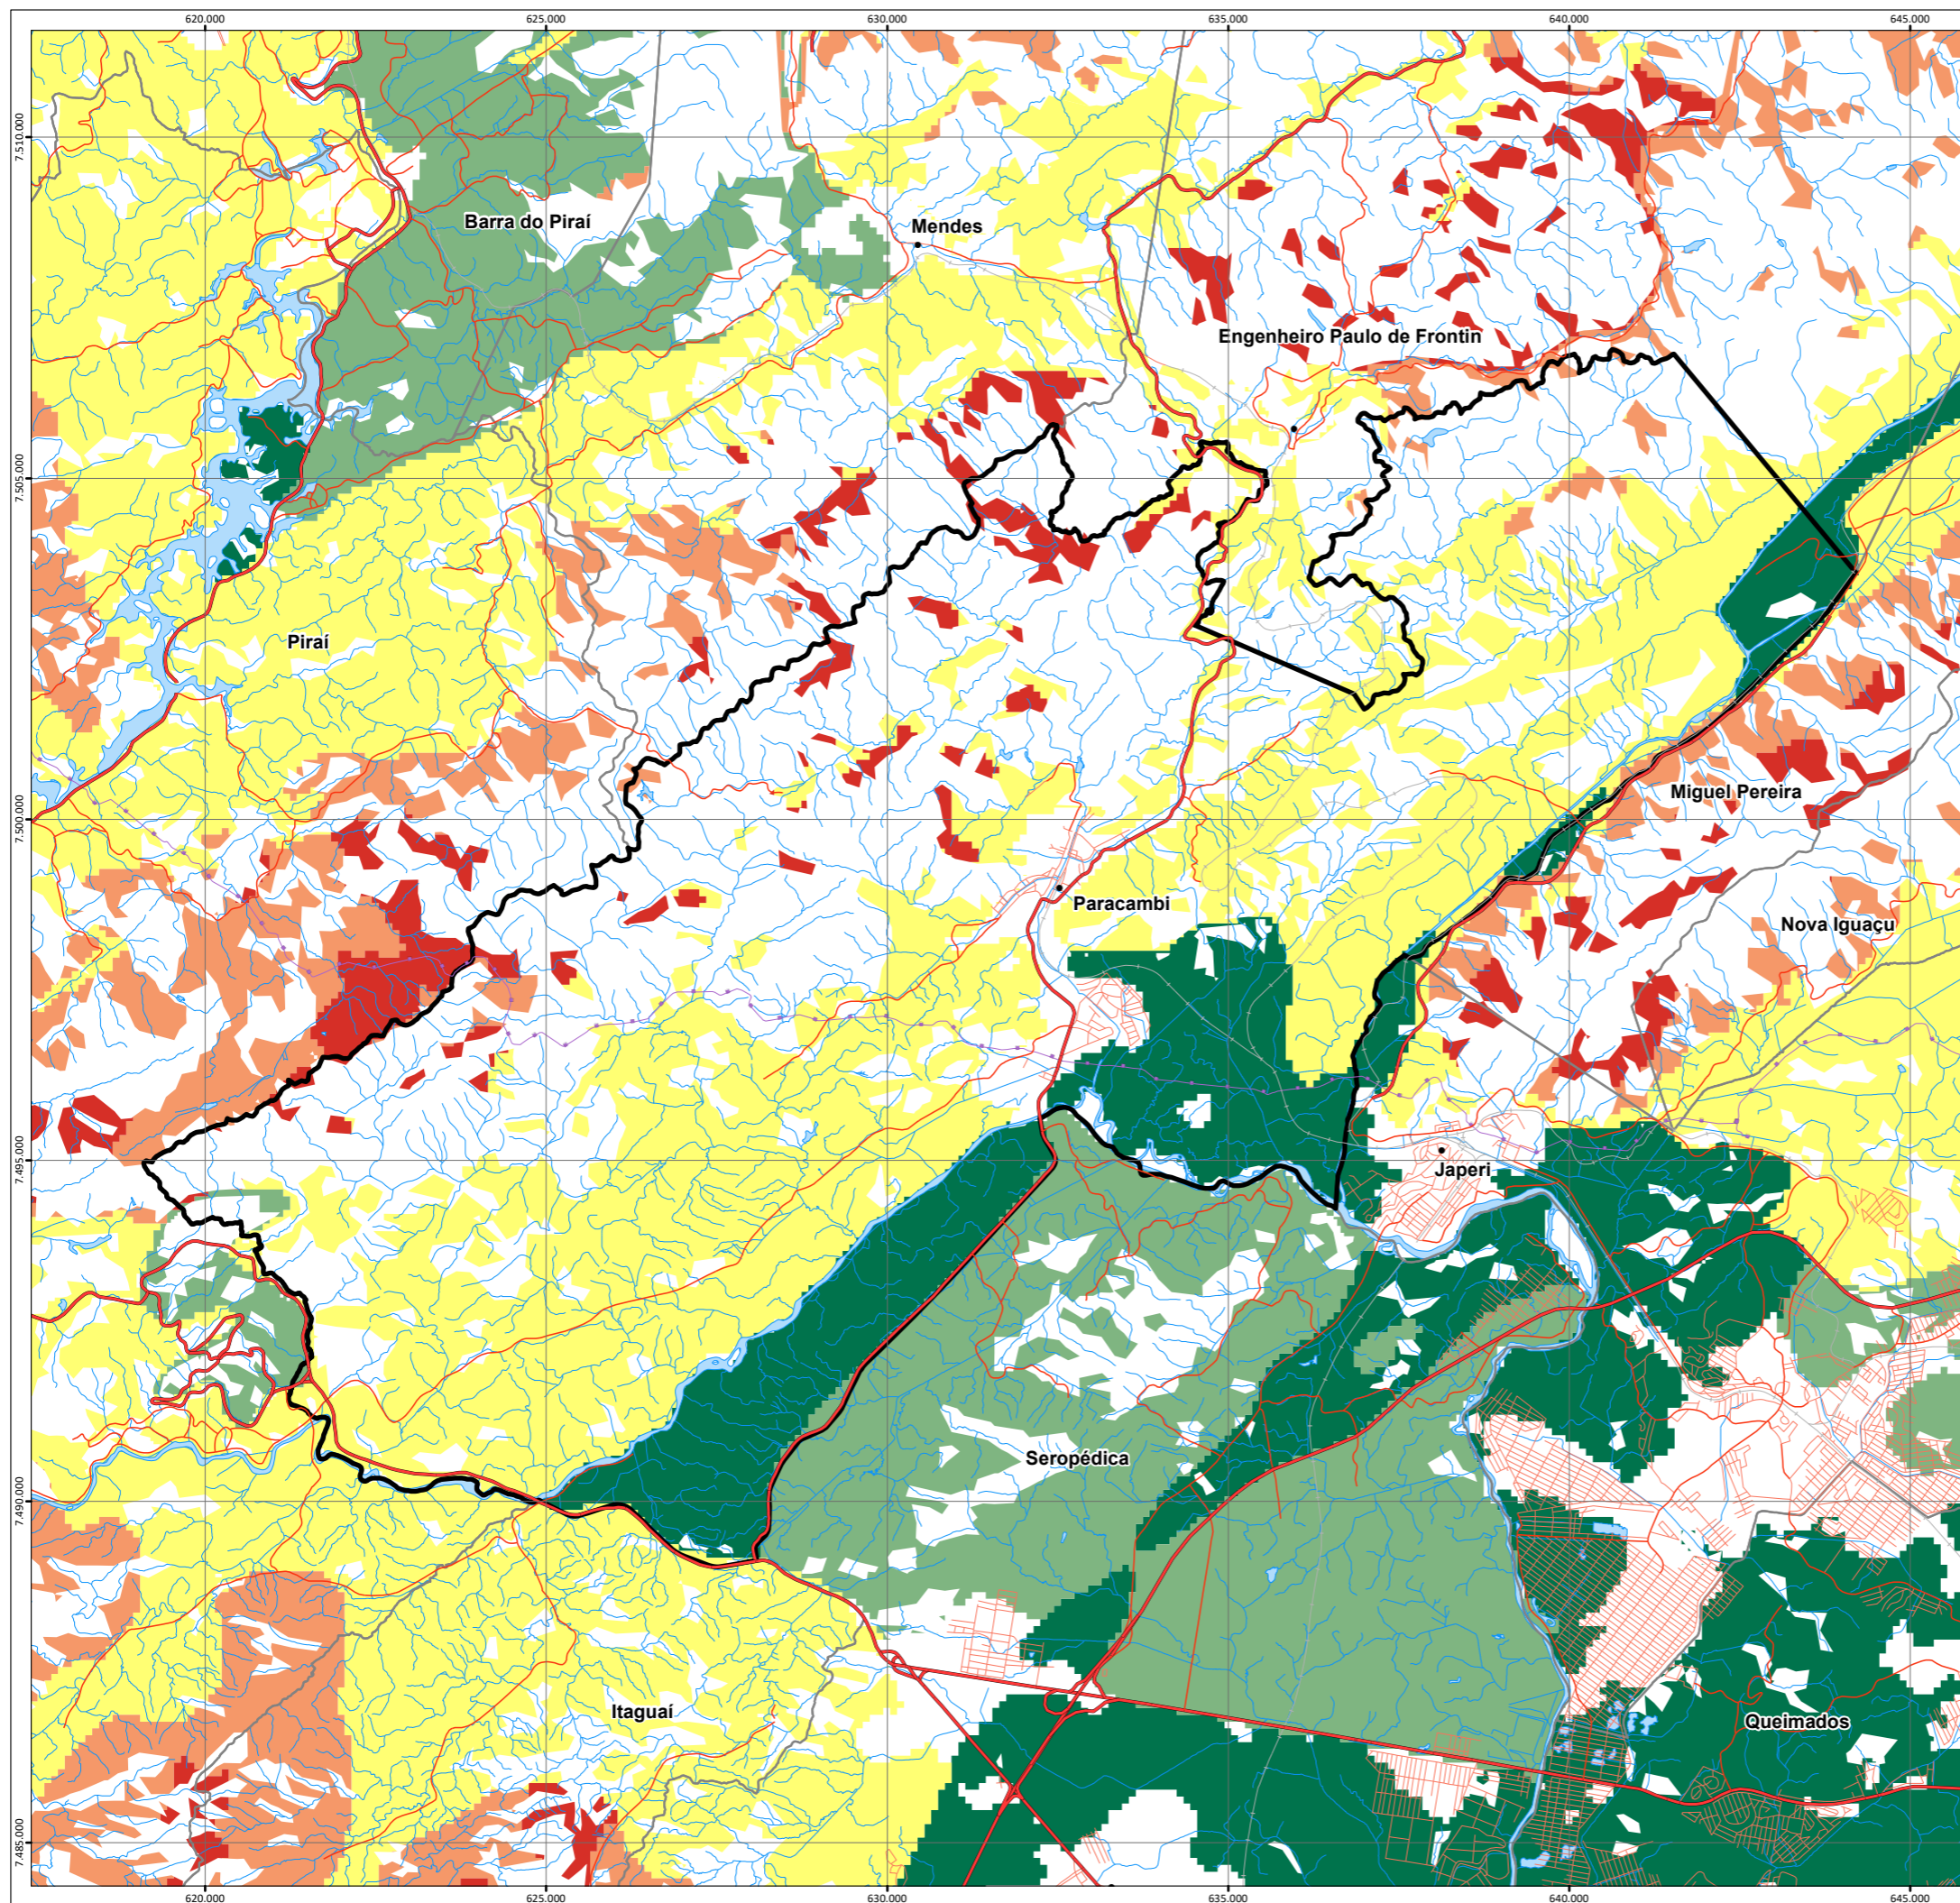 620.000 625.000 630.000 635.000 640.000 645.000
7.510.000
Barra do Piraí
Mendes
Engenheiro Paulo de Frontin
7.505.000
Piraí
Miguel Pereira
7.500.000
Paracambi
Nova Iguaçu
7.495.000
Japeri
Seropédica
7.490.000
Itaguaí
Queimados
7.485.000
620.000 625.000 630.000 635.000 640.000 645.000